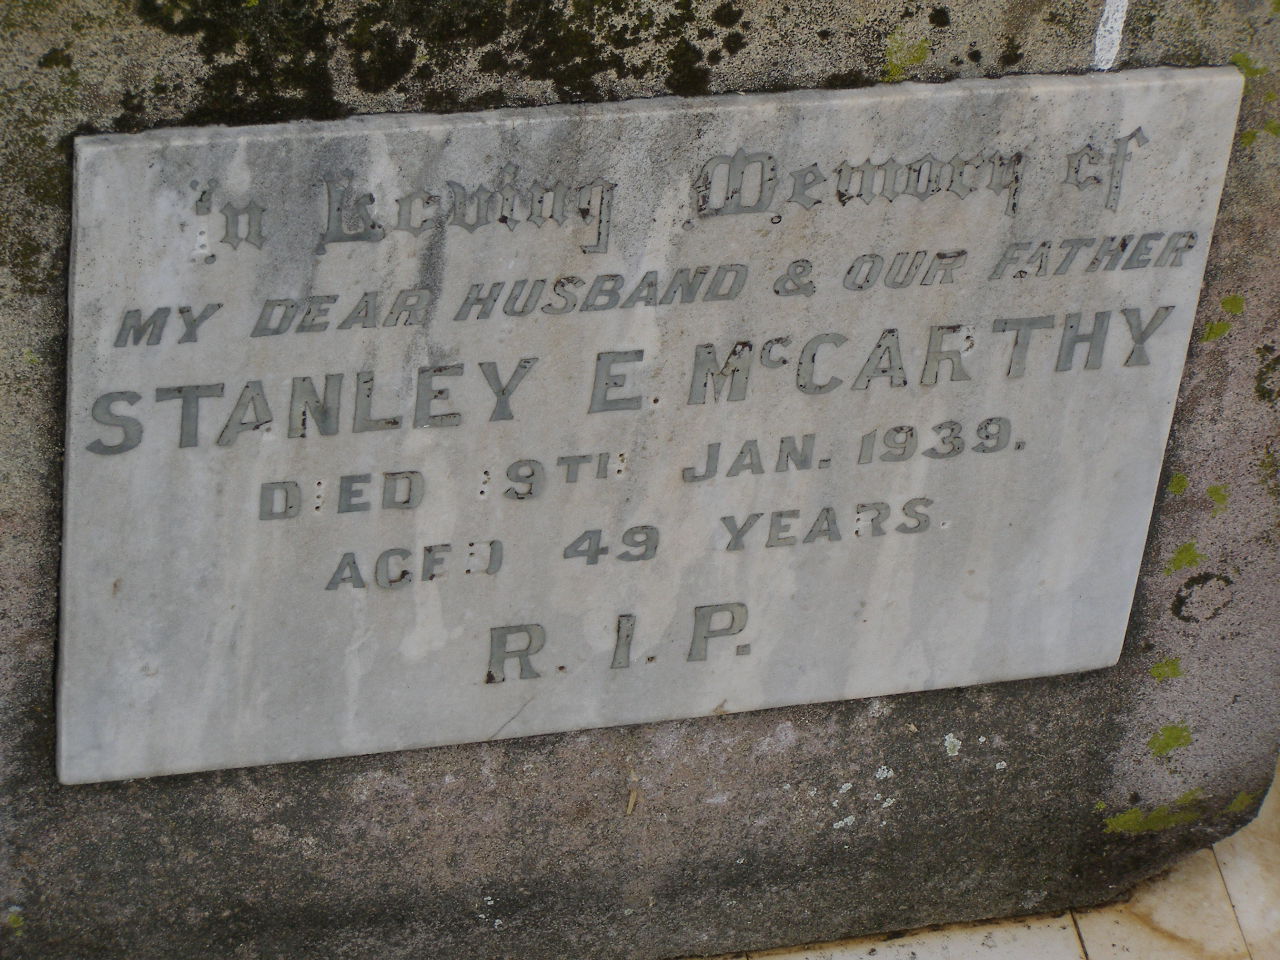 In Loving Memory of
MY DEAR HUSBAND & OUR FATHER
STANLEY E. McCARTHY
DIED 9TH JAN. 1939.
AGED 49 YEARS.
R.I.P.